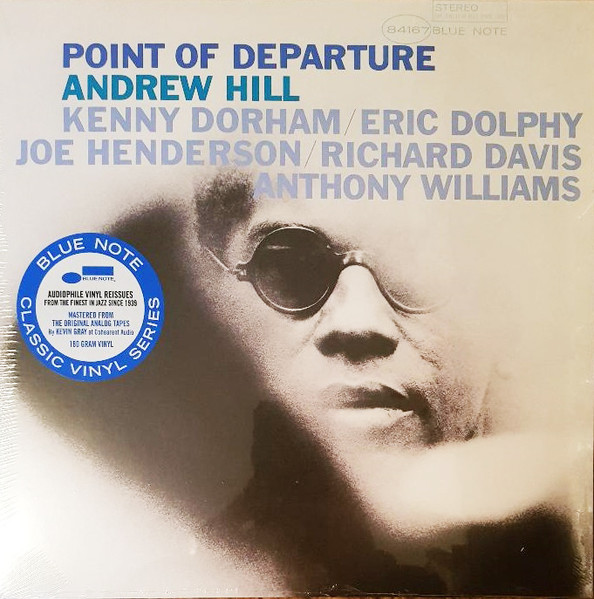 STEREO
84167 BLUE NOTE
POINT OF DEPARTURE
ANDREW HILL
KENNY DORHAM/ERIC DOLPHY
JOE HENDERSON/RICHARD DAVIS
ANTHONY WILLIAMS
BLUE NOTE
BLUE NOTE
AUDIOPHILE VINYL REISSUES
FROM THE FINEST IN JAZZ SINCE 1939
MASTERED FROM
THE ORIGINAL ANALOG TAPES
By KEVIN GRAY at Cohearent Audio
180 GRAM VINYL
CLASSIC VINYL SERIES